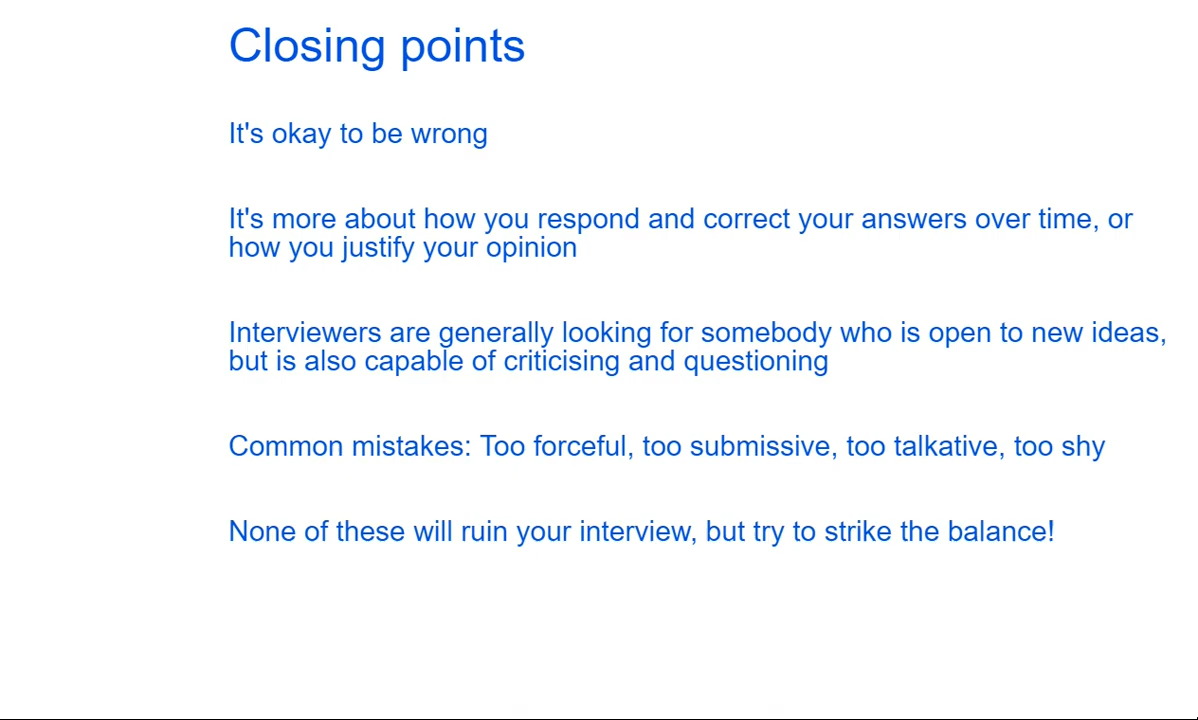 Closing points
It's okay to be wrong
It's more about how you respond and correct your answers over time, or
how you justify your opinion
Interviewers are generally looking for somebody who is open to new ideas,
but is also capable of criticising and questioning
Common mistakes: Too forceful, too submissive, too talkative, too shy
None of these will ruin your interview, but try to strike the balance!